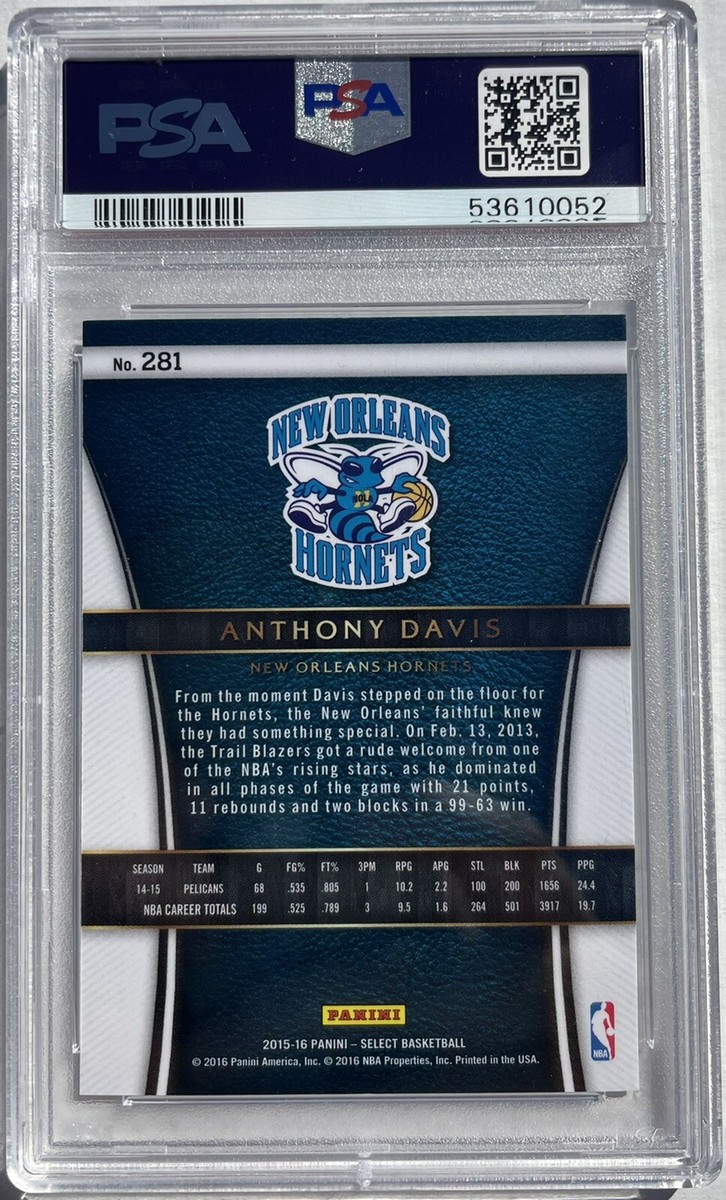 PSA
PSA
53610052
No. 281
NEW ORLEANS
NOLA
HORNETS
ANTHONY DAVIS
NEW ORLEANS HORNETS
From the moment Davis stepped on the floor for
the Hornets, the New Orleans' faithful knew
they had something special. On Feb. 13, 2013,
the Trail Blazers got a rude welcome from one
of the NBA's rising stars, as he dominated
in all phases of the game with 21 points,
11 rebounds and two blocks in a 99-63 win.
SEASON TEAM G FG% FT% 3PM RPG APG STL BLK PTS PPG
14-15 PELICANS 68 .535 .805 1 10.2 2.2 100 200 1656 24.4
NBA CAREER TOTALS 199 .525 .789 3 9.5 1.6 264 501 3917 19.7
PANINI
2015-16 PANINI – SELECT BASKETBALL
© 2016 Panini America, Inc. © 2016 NBA Properties, Inc. Printed in the USA.
NBA